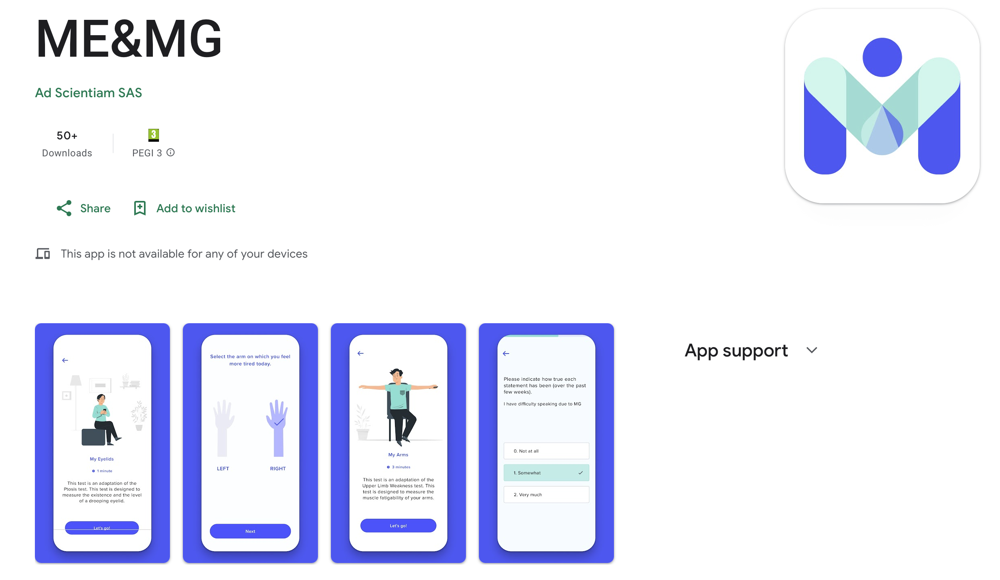 ME&MG
Ad Scientiam SAS
50+
Downloads
3
PEGI 3
Share
Add to wishlist
This app is not available for any of your devices
My Eyelids
1 minute
This test is an adaptation of the
Ptosis test. This test is designed to
measure the existence and the level
of a drooping eyelid.
Let's go!
Select the arm on which you feel
more tired today.
LEFT
RIGHT
Next
My Arms
3 minutes
This test is an adaptation of the
Upper Limb Weakness test. This
test is designed to measure the
muscle fatigability of your arms.
Let's go!
Please indicate how true each
statement has been (over the past
few weeks).
I have difficulty speaking due to MG
0. Not at all
1. Somewhat
2. Very much
App support